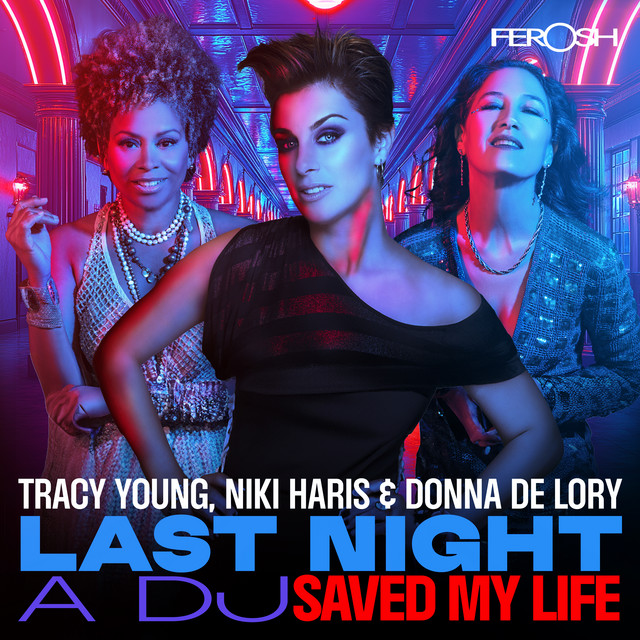 FEROSH
TRACY YOUNG, NIKI HARIS & DONNA DE LORY
LAST NIGHT
A DJ SAVED MY LIFE